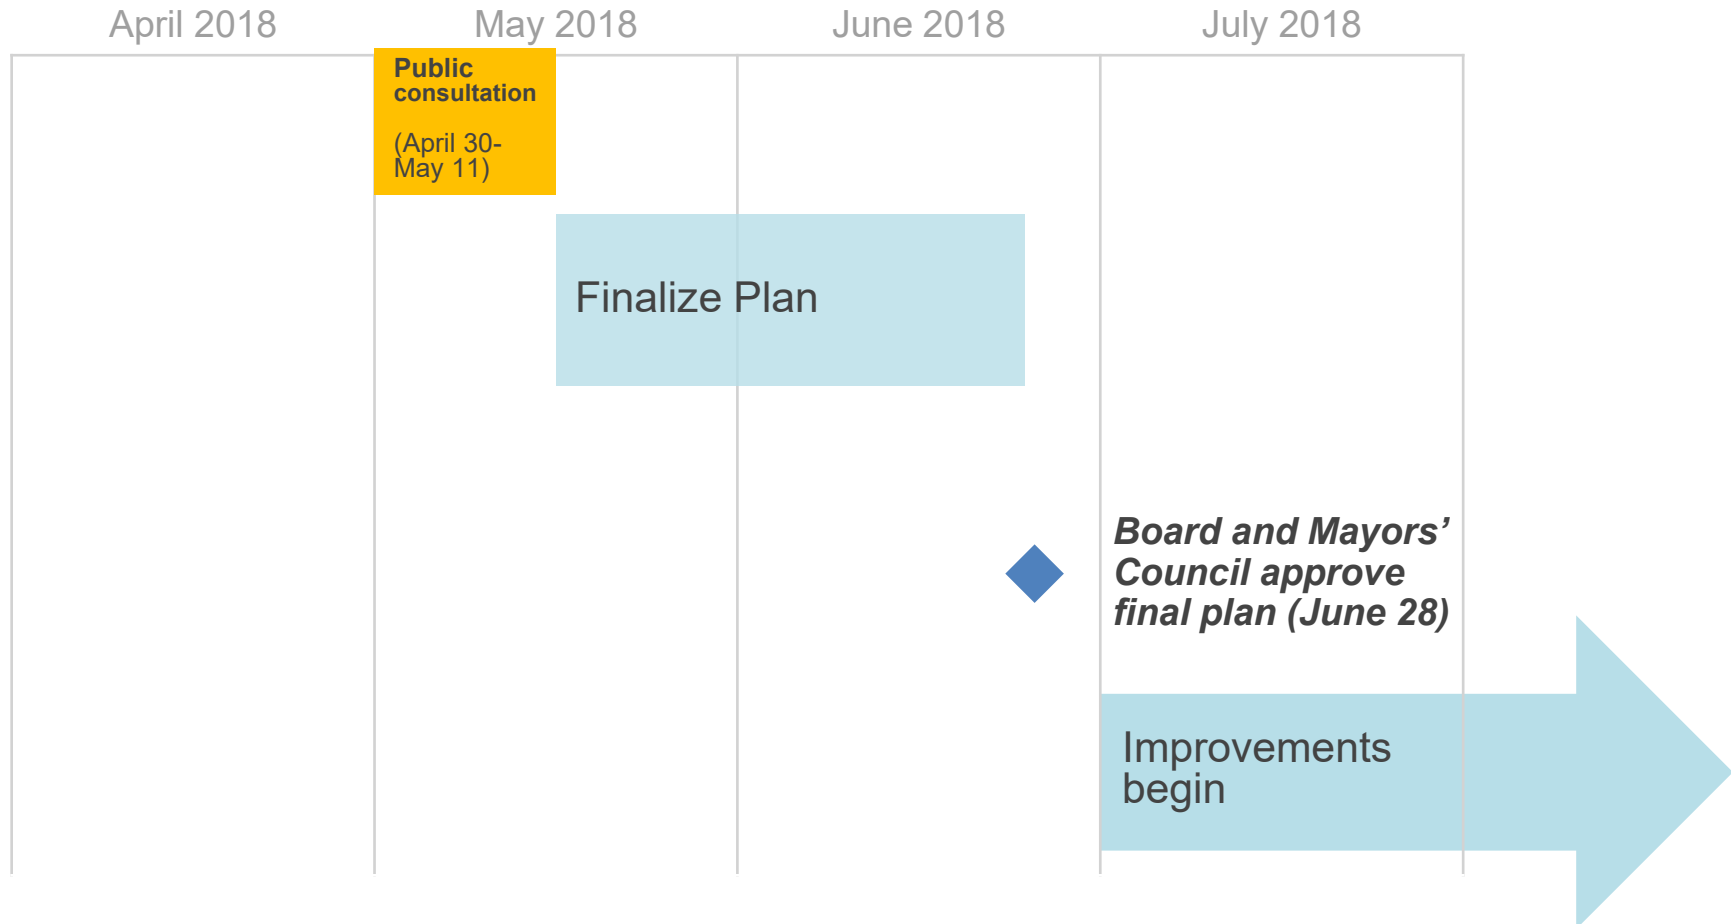 April 2018
May 2018
June 2018
July 2018
Public
consultation
(April 30-
May 11)
Finalize Plan
Board and Mayors’
Council approve
final plan (June 28)
Improvements
begin